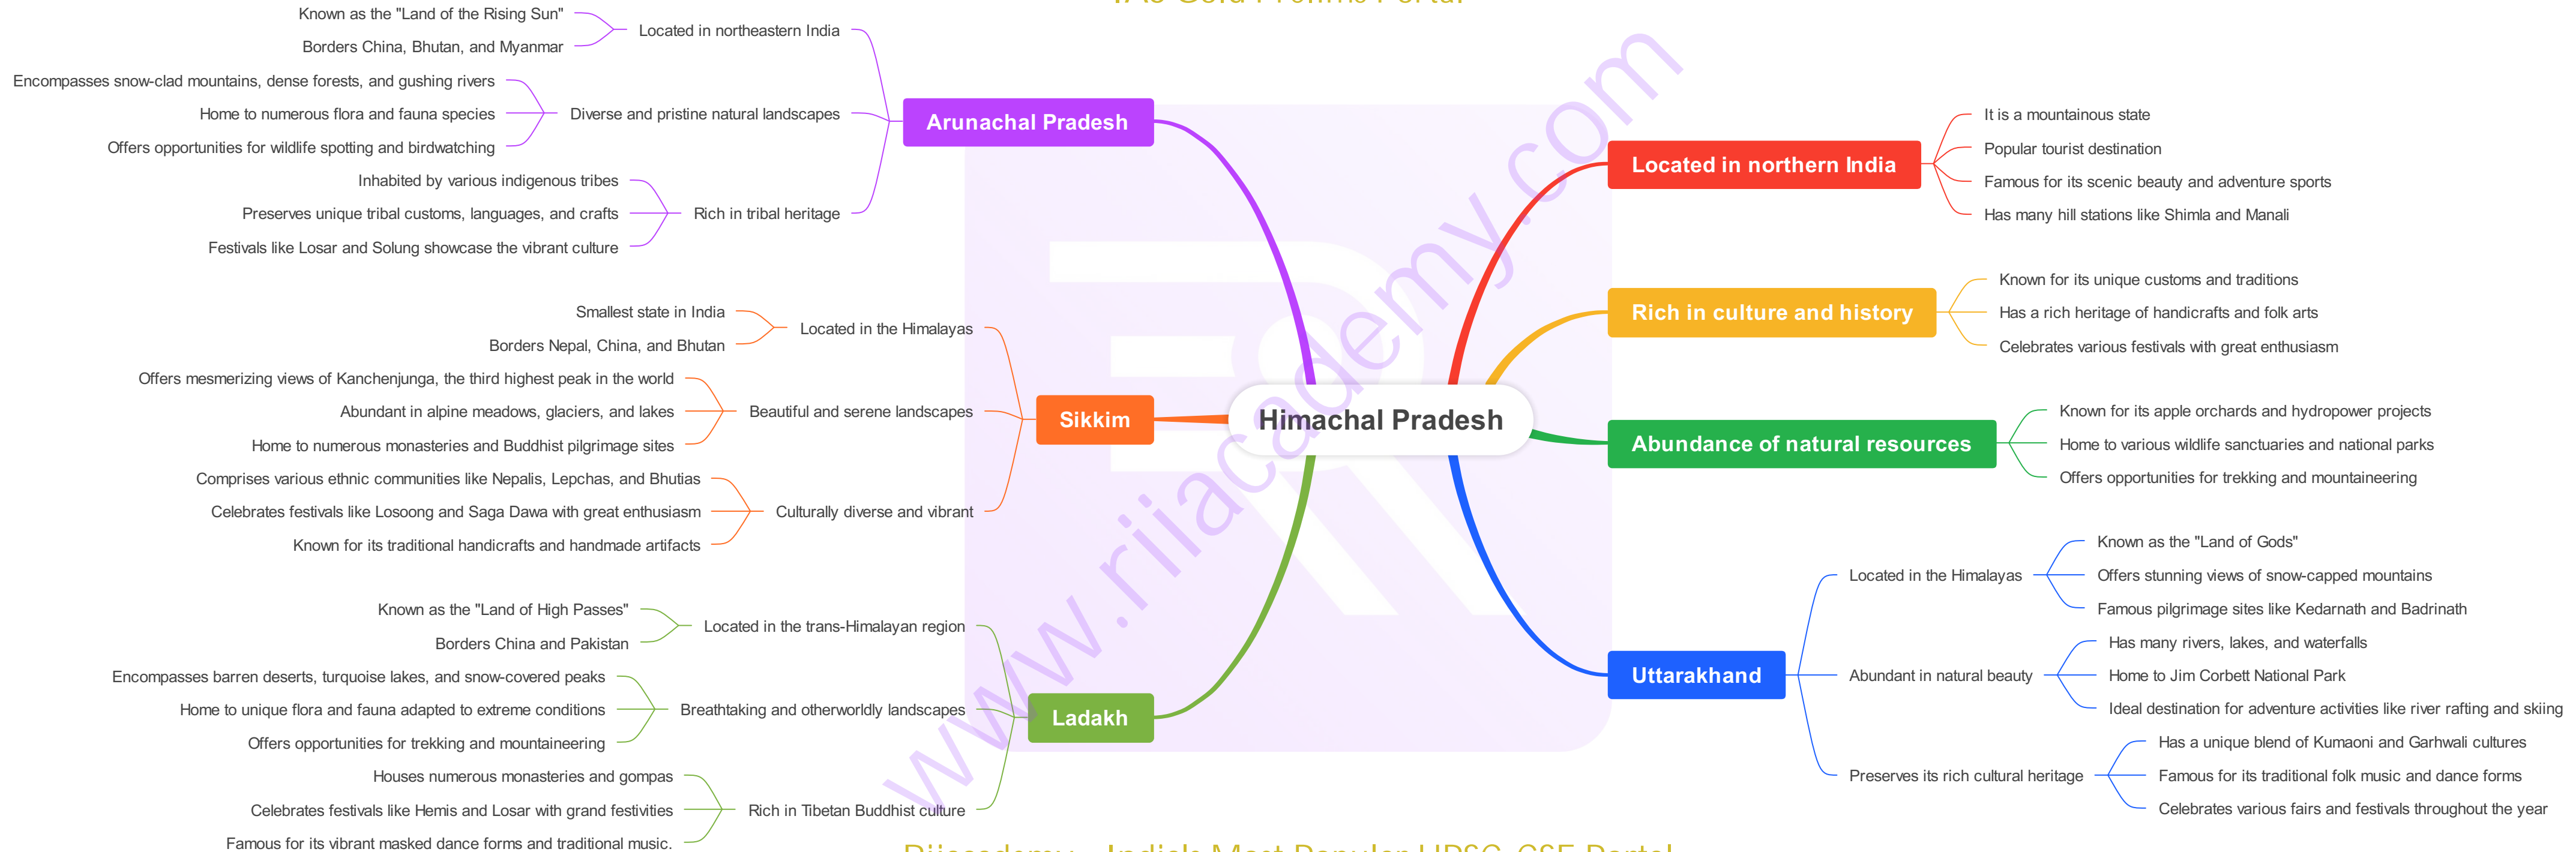 IAS Gold Prelims Portal
Known as the "Land of the Rising Sun"
Borders China, Bhutan, and Myanmar
Located in northeastern India
Encompasses snow-clad mountains, dense forests, and gushing rivers
Home to numerous flora and fauna species
Offers opportunities for wildlife spotting and birdwatching
Diverse and pristine natural landscapes
Inhabited by various indigenous tribes
Preserves unique tribal customs, languages, and crafts
Festivals like Losar and Solung showcase the vibrant culture
Rich in tribal heritage
Arunachal Pradesh
Smallest state in India
Borders Nepal, China, and Bhutan
Located in the Himalayas
Offers mesmerizing views of Kanchenjunga, the third highest peak in the world
Abundant in alpine meadows, glaciers, and lakes
Home to numerous monasteries and Buddhist pilgrimage sites
Beautiful and serene landscapes
Comprises various ethnic communities like Nepalis, Lepchas, and Bhutias
Celebrates festivals like Losoong and Saga Dawa with great enthusiasm
Known for its traditional handicrafts and handmade artifacts
Culturally diverse and vibrant
Sikkim
Known as the "Land of High Passes"
Borders China and Pakistan
Located in the trans-Himalayan region
Encompasses barren deserts, turquoise lakes, and snow-covered peaks
Home to unique flora and fauna adapted to extreme conditions
Offers opportunities for trekking and mountaineering
Breathtaking and otherworldly landscapes
Houses numerous monasteries and gompas
Celebrates festivals like Hemis and Losar with grand festivities
Famous for its vibrant masked dance forms and traditional music.
Rich in Tibetan Buddhist culture
Ladakh
Himachal Pradesh
www.rijacademy.com
Located in northern India
It is a mountainous state
Popular tourist destination
Famous for its scenic beauty and adventure sports
Has many hill stations like Shimla and Manali
Rich in culture and history
Known for its unique customs and traditions
Has a rich heritage of handicrafts and folk arts
Celebrates various festivals with great enthusiasm
Abundance of natural resources
Known for its apple orchards and hydropower projects
Home to various wildlife sanctuaries and national parks
Offers opportunities for trekking and mountaineering
Uttarakhand
Located in the Himalayas
Known as the "Land of Gods"
Offers stunning views of snow-capped mountains
Famous pilgrimage sites like Kedarnath and Badrinath
Abundant in natural beauty
Has many rivers, lakes, and waterfalls
Home to Jim Corbett National Park
Ideal destination for adventure activities like river rafting and skiing
Preserves its rich cultural heritage
Has a unique blend of Kumaoni and Garhwali cultures
Famous for its traditional folk music and dance forms
Celebrates various fairs and festivals throughout the year
India's Most Popular UPSC CSE Portal